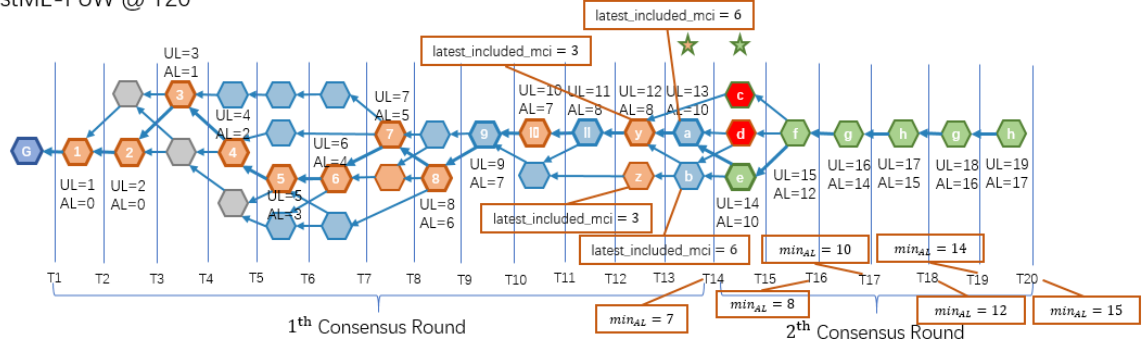 stME-POW @ T20
latest_included_mci = 6
latest_included_mci = 3
UL=3
AL=1
UL=4
AL=2
UL=7
AL=5
UL=6
AL=4
UL=10
AL=7
UL=11
AL=8
UL=12
AL=8
UL=13
AL=10
G
1
2
3
4
5
6
7
8
9
10
11
y
z
a
b
c
d
e
f
g
h
g
h
UL=1
AL=0
UL=2
AL=0
UL=5
AL=3
UL=8
AL=6
UL=9
AL=7
UL=14
AL=10
UL=15
AL=12
UL=16
AL=14
UL=17
AL=15
UL=18
AL=16
UL=19
AL=17
latest_included_mci = 3
latest_included_mci = 6
min_AL = 10
min_AL = 14
T1 T2 T3 T4 T5 T6 T7 T8 T9 T10 T11 T12 T13 T14 T15 T16 T17 T18 T19 T20
min_AL = 7
min_AL = 8
min_AL = 12
min_AL = 15
1th Consensus Round
2th Consensus Round